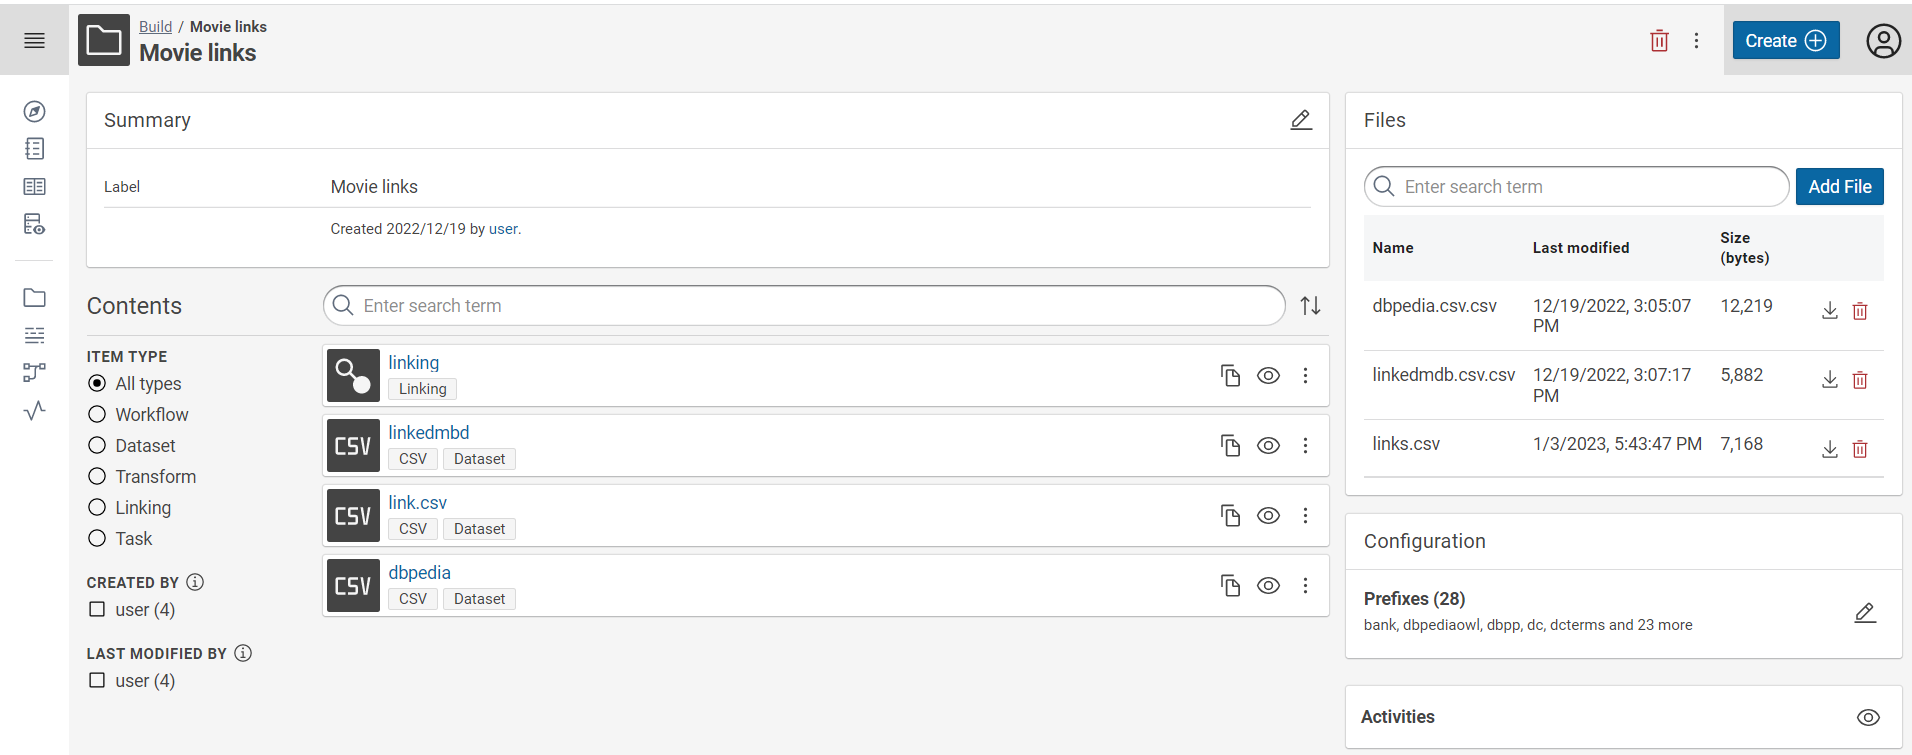 Build / Movie links
Movie links
Create
Summary
Label
Movie links
Created 2022/12/19 by user.
Contents
Enter search term
ITEM TYPE
All types
Workflow
Dataset
Transform
Linking
Task
CREATED BY
user (4)
LAST MODIFIED BY
user (4)
linking
Linking
CSV
linkedmbd
CSV Dataset
CSV
link.csv
CSV Dataset
CSV
dbpedia
CSV Dataset
Files
Enter search term
Add File
Name Last modified Size
(bytes)
dbpedia.csv.csv 12/19/2022, 3:05:07 12,219
PM
linkedmdb.csv.csv 12/19/2022, 3:07:17 5,882
PM
links.csv 1/3/2023, 5:43:47 PM 7,168
Configuration
Prefixes (28)
bank, dbpediaowl, dbpp, dc, dcterms and 23 more
Activities